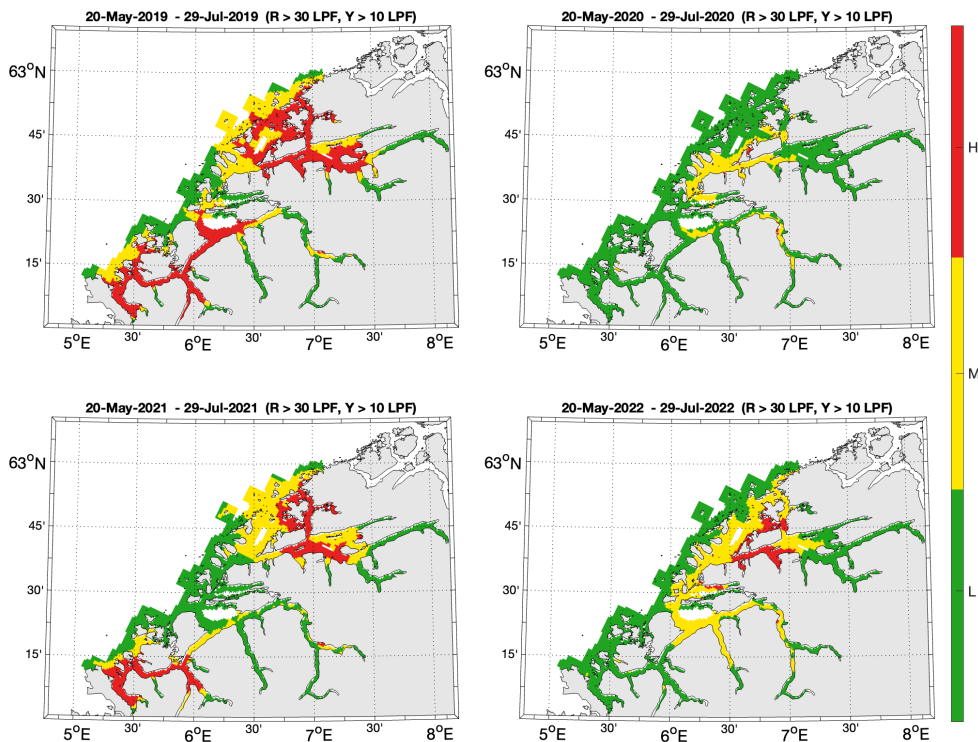 20-May-2019 - 29-Jul-2019 (R > 30 LPF, Y > 10 LPF)
20-May-2020 - 29-Jul-2020 (R > 30 LPF, Y > 10 LPF)
63°N
45'
30'
15'
5°E 30' 6°E 30' 7°E 30' 8°E
63°N
45'
30'
15'
5°E 30' 6°E 30' 7°E 30' 8°E
20-May-2021 - 29-Jul-2021 (R > 30 LPF, Y > 10 LPF)
20-May-2022 - 29-Jul-2022 (R > 30 LPF, Y > 10 LPF)
63°N
45'
30'
15'
5°E 30' 6°E 30' 7°E 30' 8°E
63°N
45'
30'
15'
5°E 30' 6°E 30' 7°E 30' 8°E
H
M
L